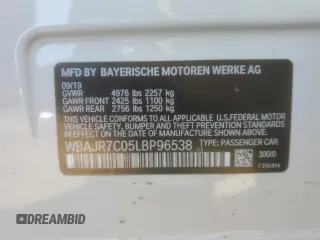 MFD BY BAYERISCHE MOTOREN WERKE AG
09/19
GVWR 4976 lbs 2257 kg
GAWR FRONT 2425 lbs 1100 kg
GAWR REAR 2756 lbs 1250 kg
THIS VEHICLE CONFORMS TO ALL APPLICABLE U.S. FEDERAL MOTOR
VEHICLE SAFETY, BUMPER, AND THEFT PREVENTION STANDARDS
IN EFFECT ON THE DATE OF MANUFACTURE SHOWN ABOVE.
WBAJR7C05LBP96538 TYPE: PASSENGER CAR
300/0
AUTOHELPERBOT.COM